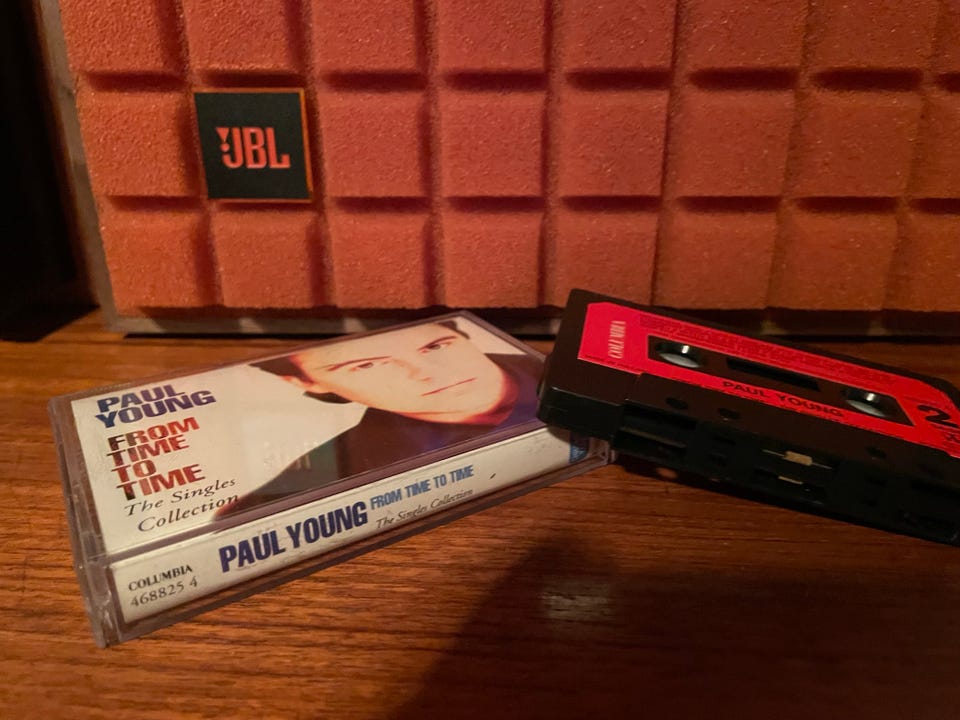 JBL
PAUL
YOUNG
FROM
TIME
TO
TIME
The Singles
Collection
PAUL YOUNG FROM TIME TO TIME
The Singles Collection
COLUMBIA
468825 4
COLUMBIA
PAUL YOUNG
2